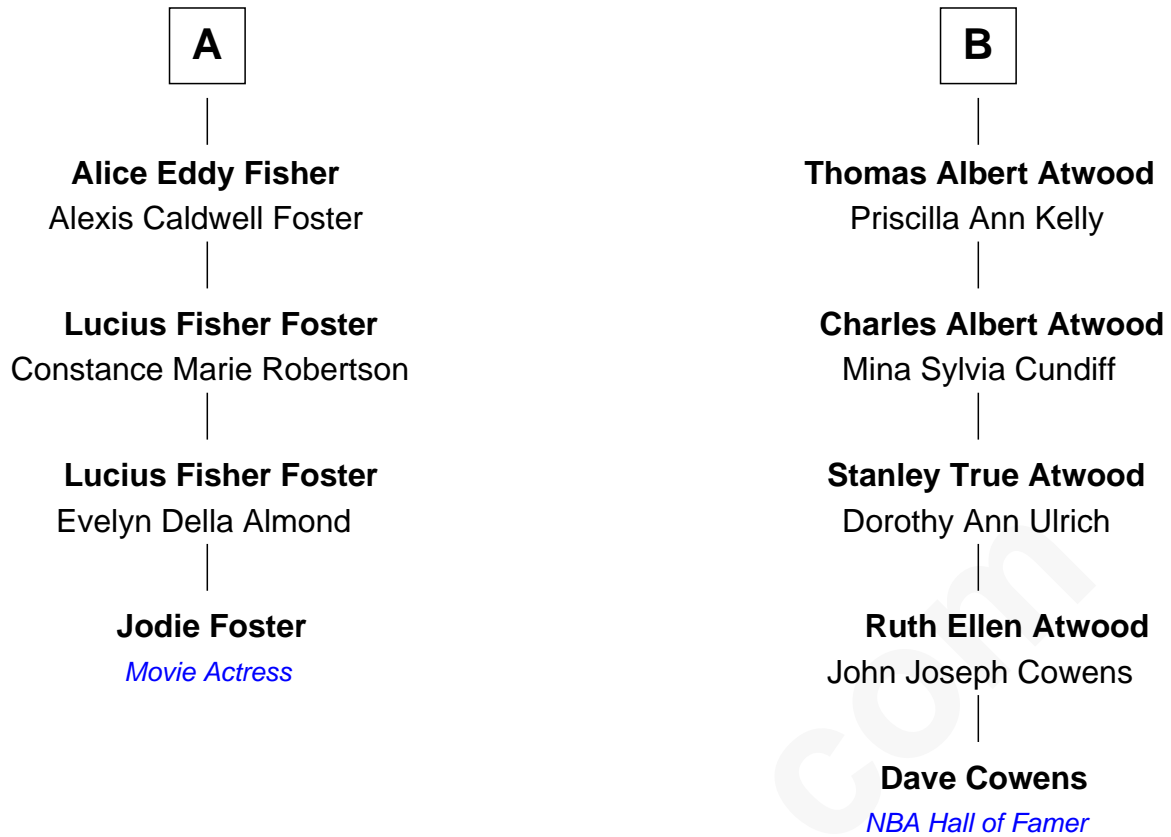 A
Alice Eddy Fisher
Alexis Caldwell Foster
Lucius Fisher Foster
Constance Marie Robertson
Lucius Fisher Foster
Evelyn Della Almond
Jodie Foster
Movie Actress
B
Thomas Albert Atwood
Priscilla Ann Kelly
Charles Albert Atwood
Mina Sylvia Cundiff
Stanley True Atwood
Dorothy Ann Ulrich
Ruth Ellen Atwood
John Joseph Cowens
Dave Cowens
NBA Hall of Famer
com